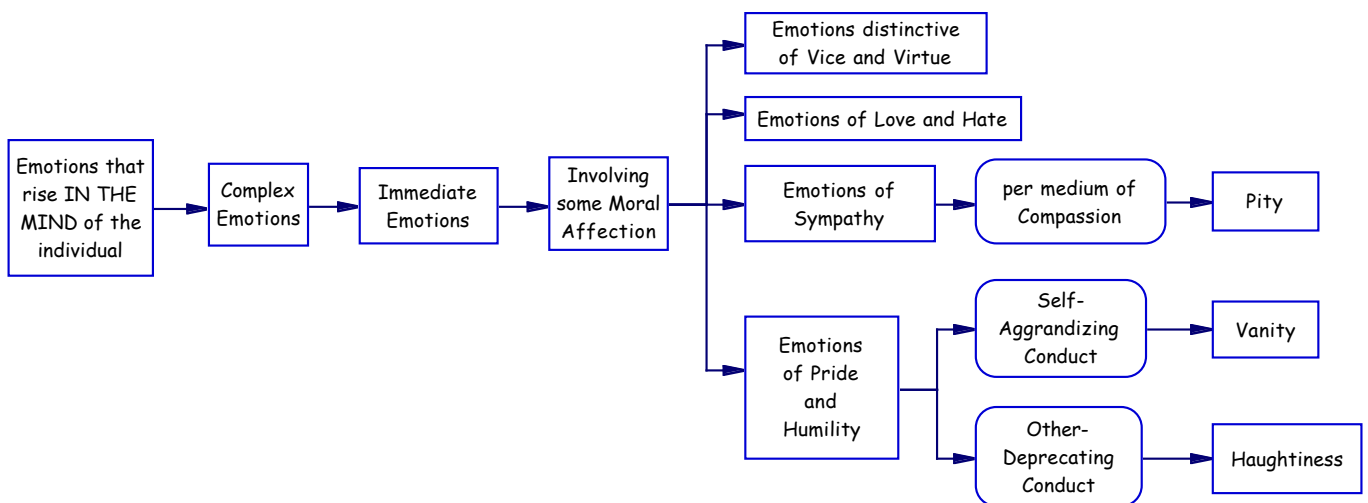 Emotions that
rise IN THE
MIND of the
individual
Complex
Emotions
Immediate
Emotions
Involving
some Moral
Affection
Emotions distinctive
of Vice and Virtue
Emotions of Love and Hate
Emotions of
Sympathy
per medium of
Compassion
Pity
Emotions
of Pride
and
Humility
Self-
Aggrandizing
Conduct
Vanity
Other-
Deprecating
Conduct
Haughtiness